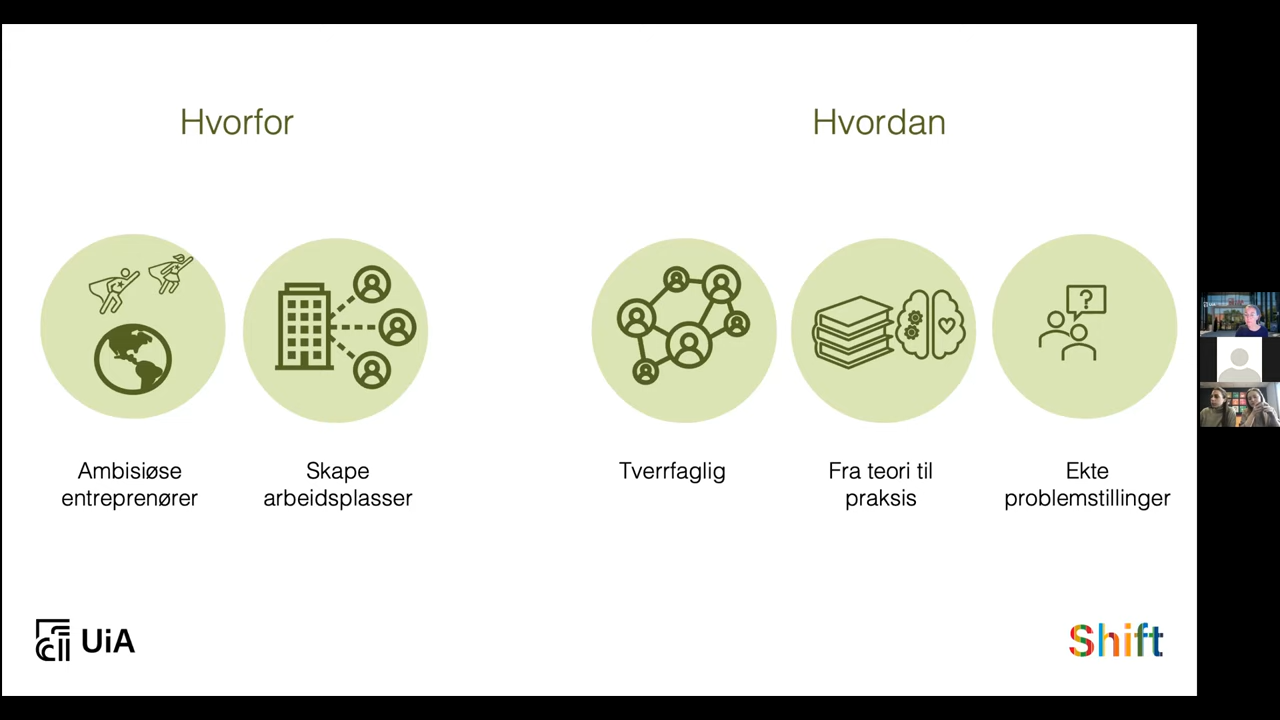 Hvorfor
Hvordan
?
Ambisiøse
entreprenører
Skape
arbeidsplasser
Tverrfaglig
Fra teori til
praksis
Ekte
problemstillinger
UiA
Shift